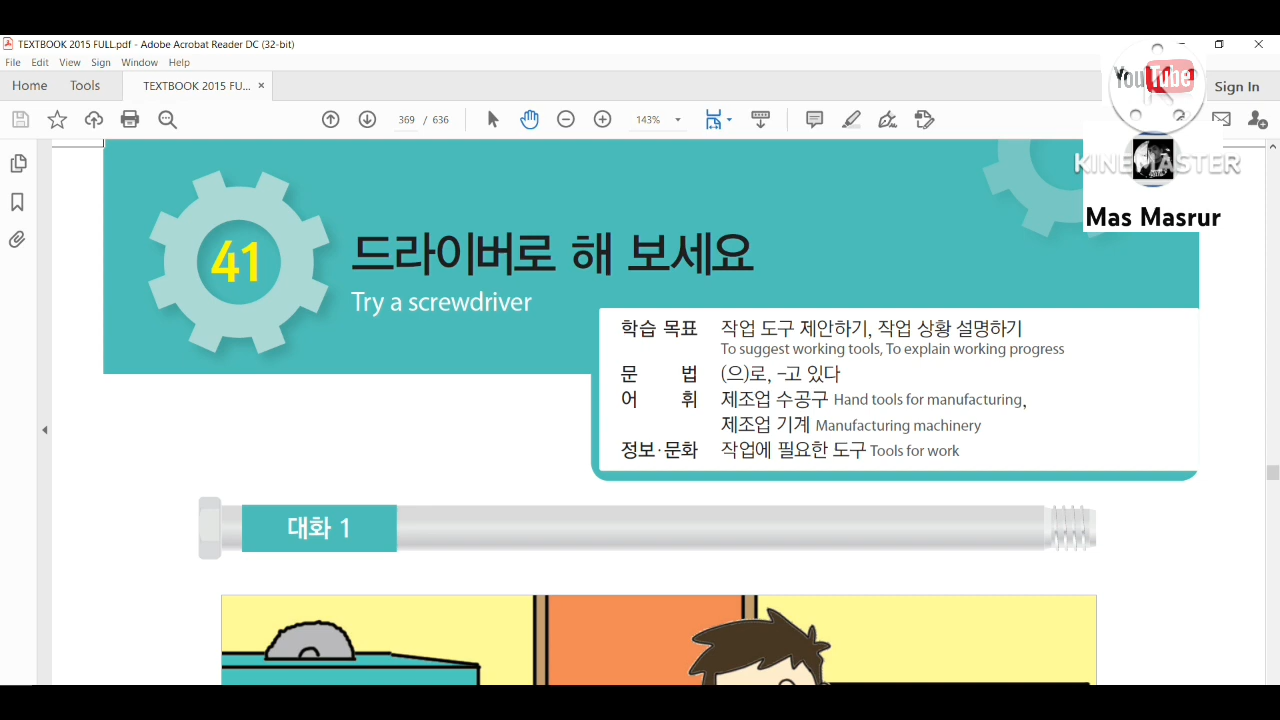 TEXTBOOK 2015 FULL.pdf - Adobe Acrobat Reader DC (32-bit)
File Edit View Sign Window Help
Home Tools TEXTBOOK 2015 FU... × Sign In
369 / 636 143%
YouTube
KINEMASTER
Mas Masrur
41
드라이버로 해 보세요
Try a screwdriver
학습 목표 작업 도구 제안하기, 작업 상황 설명하기
To suggest working tools, To explain working progress
문 법 (으)로, -고 있다
어 휘 제조업 수공구 Hand tools for manufacturing,
제조업 기계 Manufacturing machinery
정보·문화 작업에 필요한 도구 Tools for work
대화 1